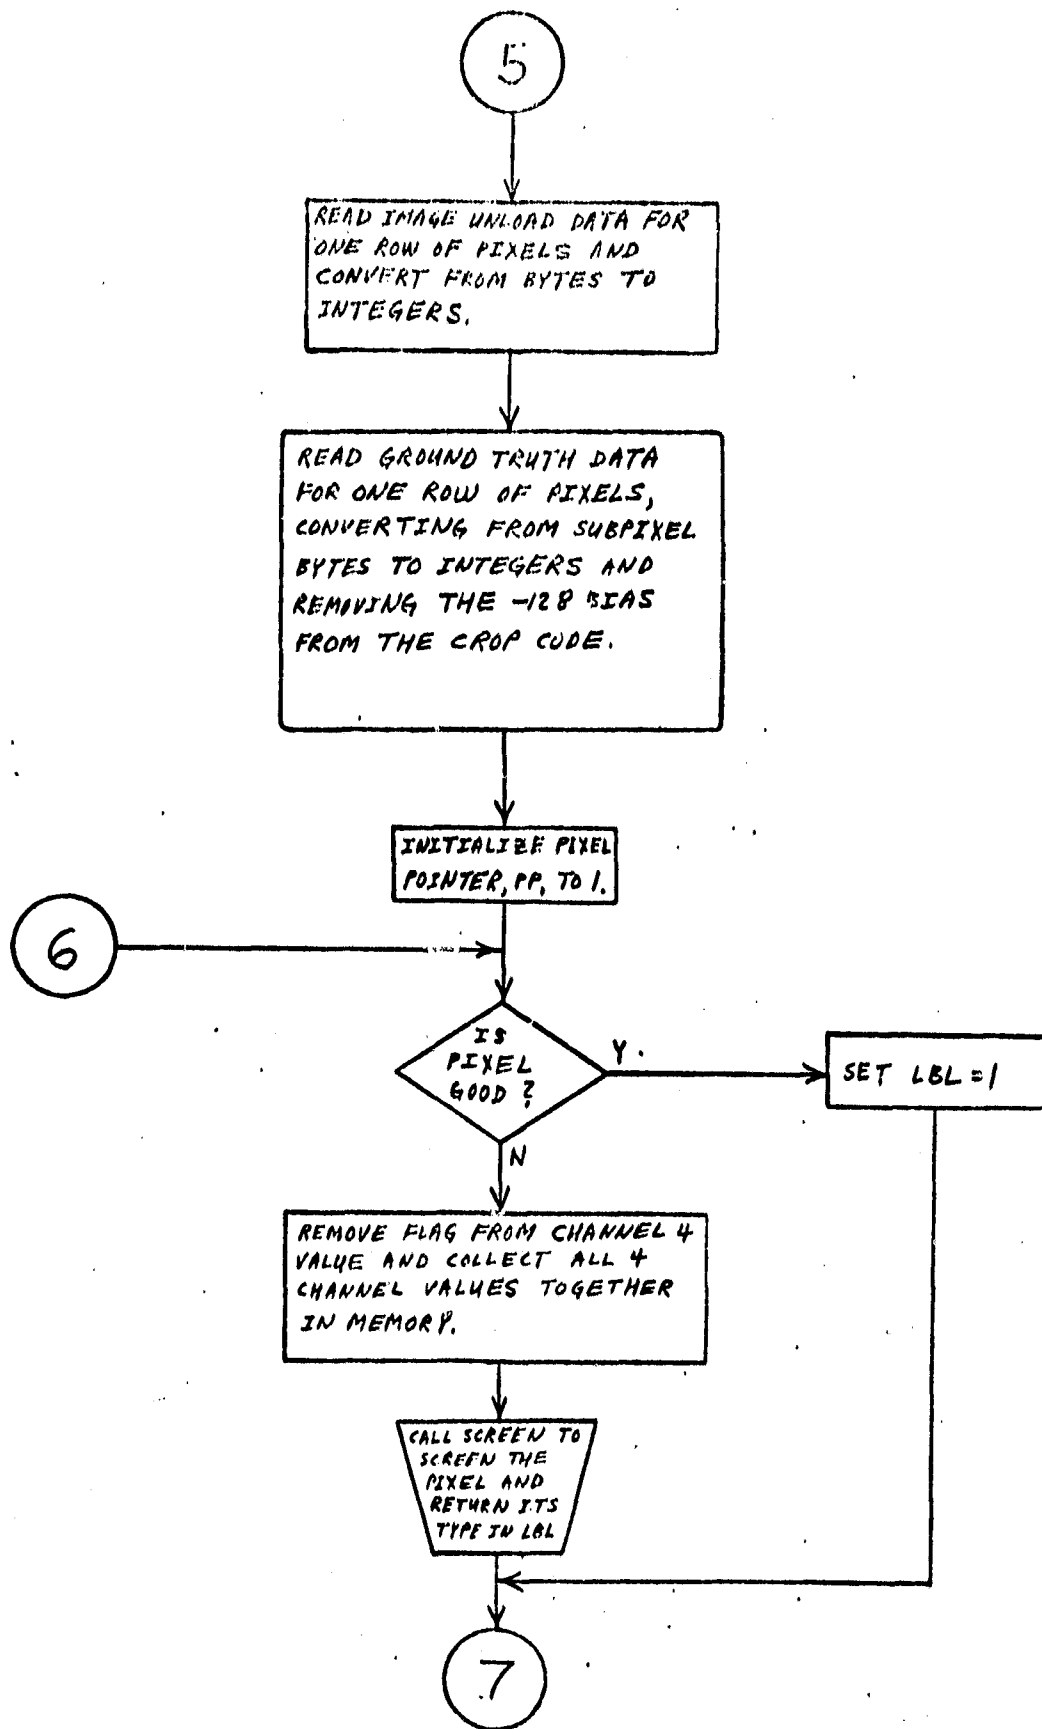 5
READ IMAGE UNLOAD DATA FOR
ONE ROW OF PIXELS AND
CONVERT FROM BYTES TO
INTEGERS.
READ GROUND TRUTH DATA
FOR ONE ROW OF PIXELS,
CONVERTING FROM SUBPIXEL
BYTES TO INTEGERS AND
REMOVING THE -128 BIAS
FROM THE CROP CODE.
INITIALIZE PIXEL
POINTER, PP, TO 1.
6
IS
PIXEL
GOOD ?
Y.
SET LBL = 1
N
REMOVE FLAG FROM CHANNEL 4
VALUE AND COLLECT ALL 4
CHANNEL VALUES TOGETHER
IN MEMORY.
CALL SCREEN TO
SCREEN THE
PIXEL AND
RETURN ITS
TYPE IN LBL
7